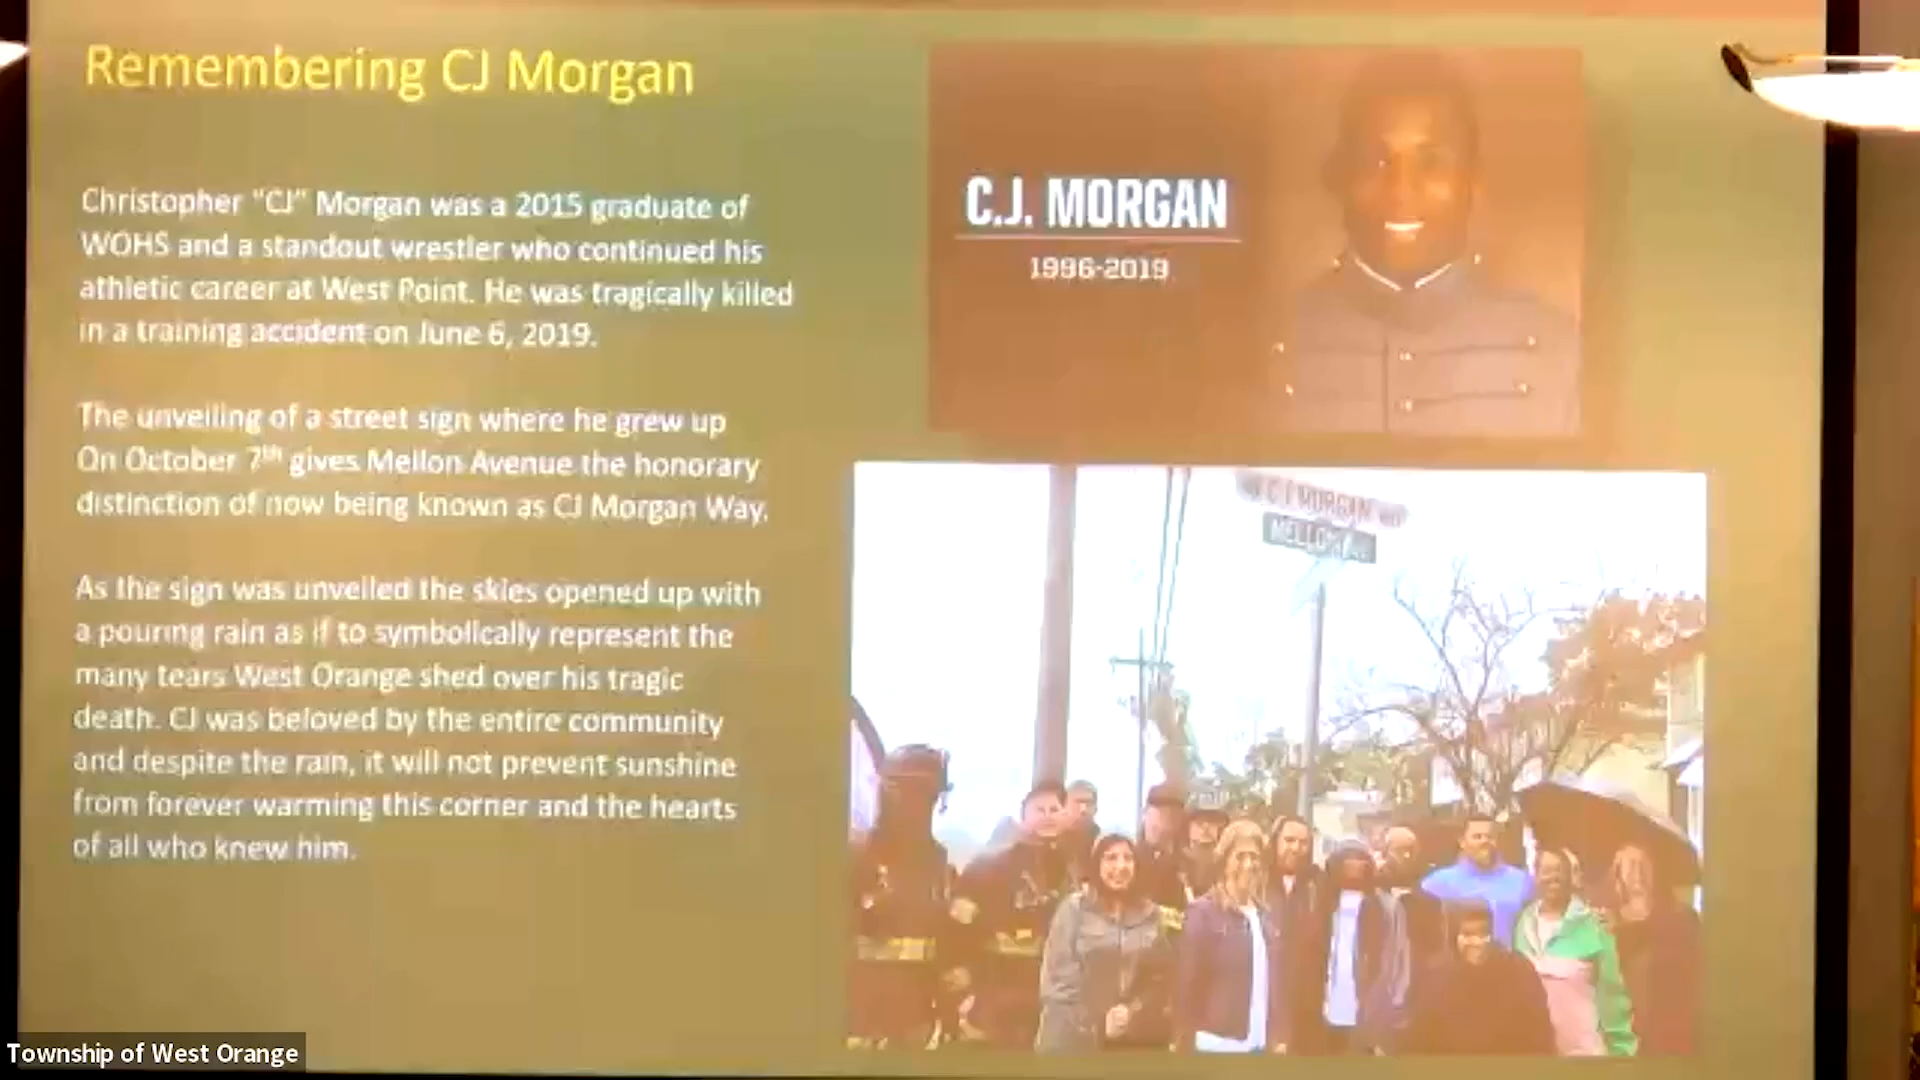 Remembering CJ Morgan
Christopher "CJ" Morgan was a 2015 graduate of
WOHS and a standout wrestler who continued his
athletic career at West Point. He was tragically killed
in a training accident on June 6, 2019.
The unveiling of a street sign where he grew up
On October 7th gives Mellon Avenue the honorary
distinction of now being known as CJ Morgan Way.
As the sign was unveiled the skies opened up with
a pouring rain as if to symbolically represent the
many tears West Orange shed over his tragic
death. CJ was beloved by the entire community
and despite the rain, it will not prevent sunshine
from forever warming this corner and the hearts
of all who knew him.
C.J. MORGAN
1996-2019
C J MORGAN
MELLON
Township of West Orange